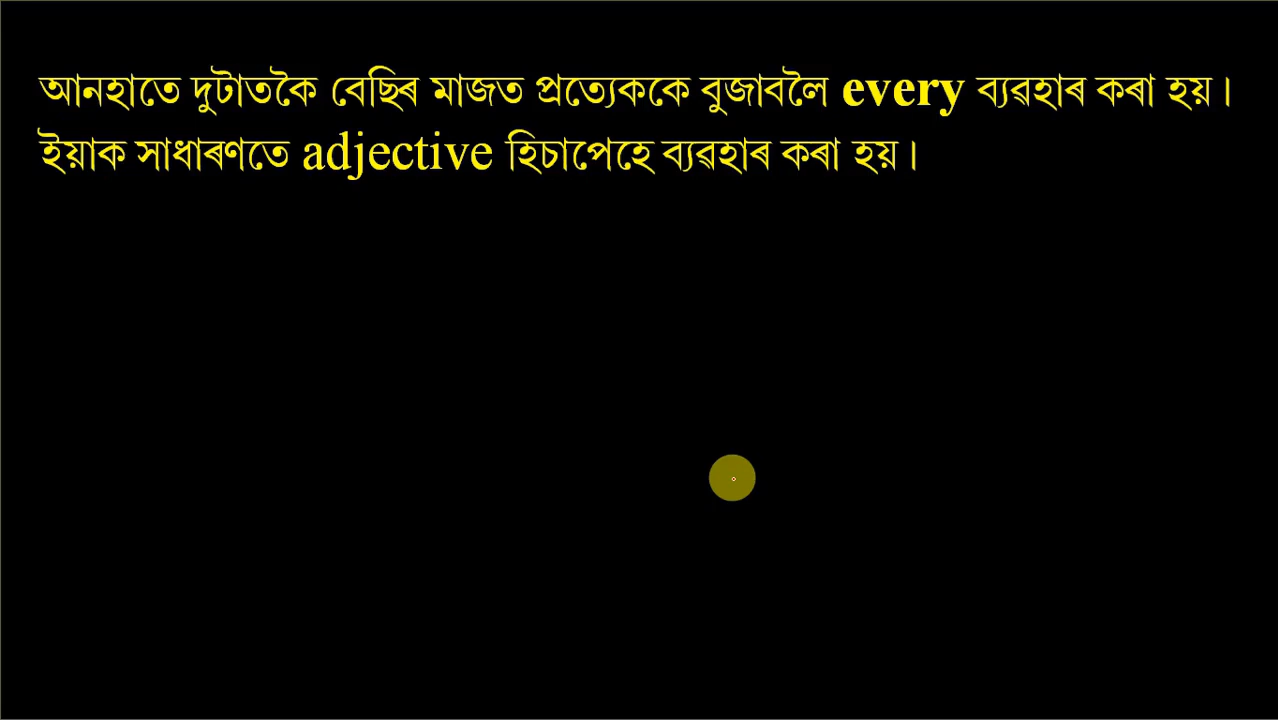 আনহাতে দুটাতকৈ বেছিৰ মাজত প্ৰত্যেককে বুজাবলৈ every ব্যৱহাৰ কৰা হয়।
ইয়াক সাধাৰণতে adjective হিচাপেহে ব্যৱহাৰ কৰা হয়।